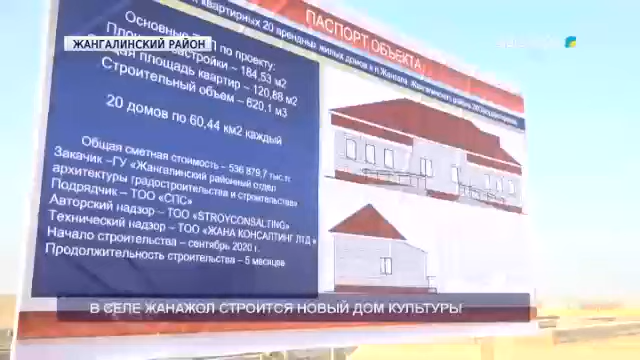 ЖАНГАЛИНСКИЙ РАЙОН
ПАСПОРТ ОБЪЕКТА
квартирных 20 арендных жилых домов в п.Жангала, Жангалинского района
Основные по проекту:
застройки – 184,53 м2
площадь квартир – 120,88 м2
Строительный объем – 620,1 м3
20 домов по 60,44 км2 каждый
Общая сметная стоимость – 536 879,7 тыс.тг
Закачик –ГУ «Жангалинский районный отдел
архитектуры градостроительства и строительства»
Подрядчик – ТОО «СПС»
Авторский надзор – ТОО «STROYCONSALTING»
Технический надзор – ТОО «ЖАНА КОНСАЛТИНГ ЛТД »
Начало строительства – сентябрь 2020 г.
Продолжительность строительства – 5 месяцев
В СЕЛЕ ЖАНАЖОЛ СТРОИТСЯ НОВЫЙ ДОМ КУЛЬТУРЫ